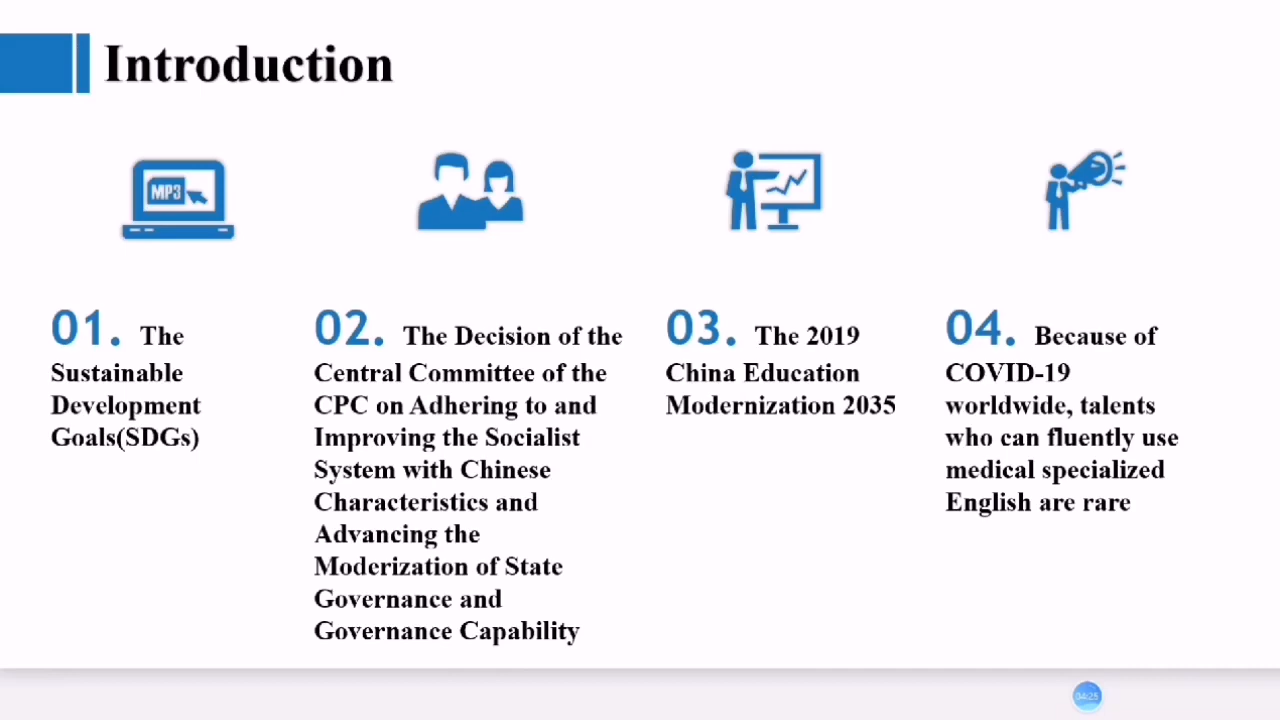 Introduction
MP3
01. The
Sustainable
Development
Goals(SDGs)
02. The Decision of the
Central Committee of the
CPC on Adhering to and
Improving the Socialist
System with Chinese
Characteristics and
Advancing the
Moderization of State
Governance and
Governance Capability
03. The 2019
China Education
Modernization 2035
04. Because of
COVID-19
worldwide, talents
who can fluently use
medical specialized
English are rare
04:25